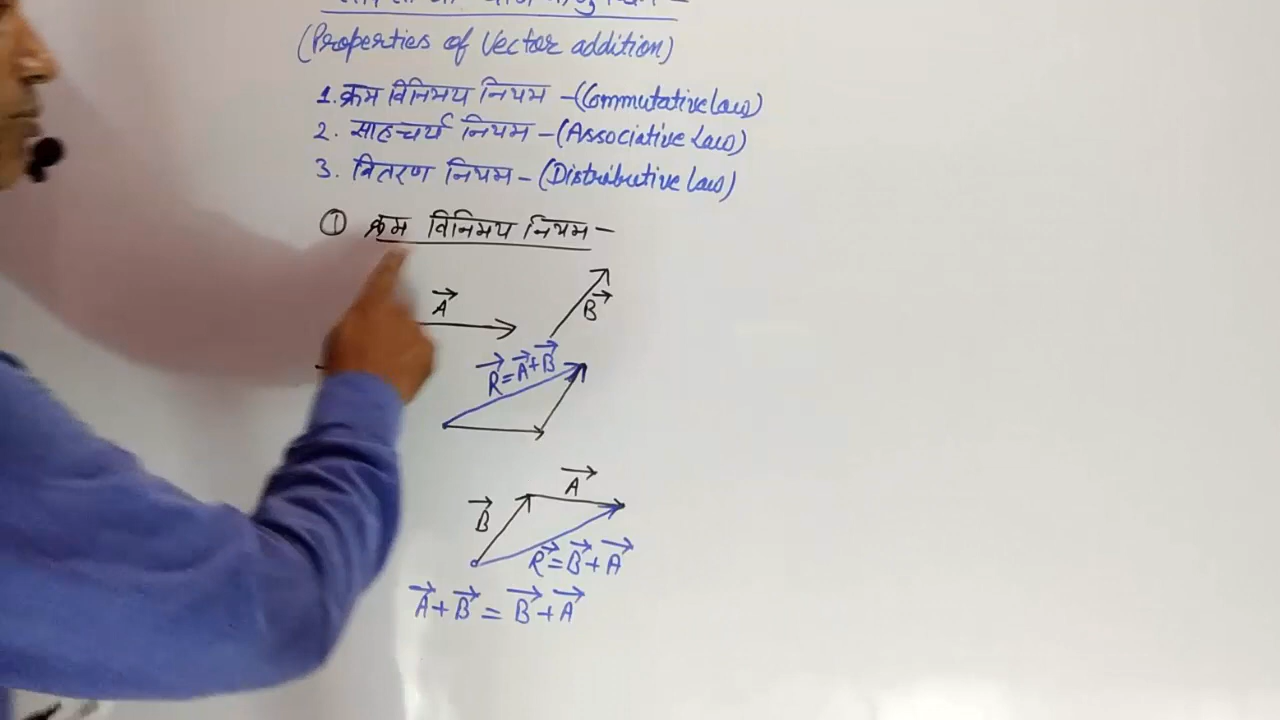 (Properties of Vector addition)
1. क्रम विनिमय नियम - (Commutative law)
2. साहचर्य नियम - (Associative Law)
3. वितरण नियम - (Distributive law)
① क्रम विनिमय नियम -
A⃗
B⃗
R⃗ = A⃗ + B⃗
A⃗
B⃗
R⃗ = B⃗ + A⃗
A⃗ + B⃗ = B⃗ + A⃗